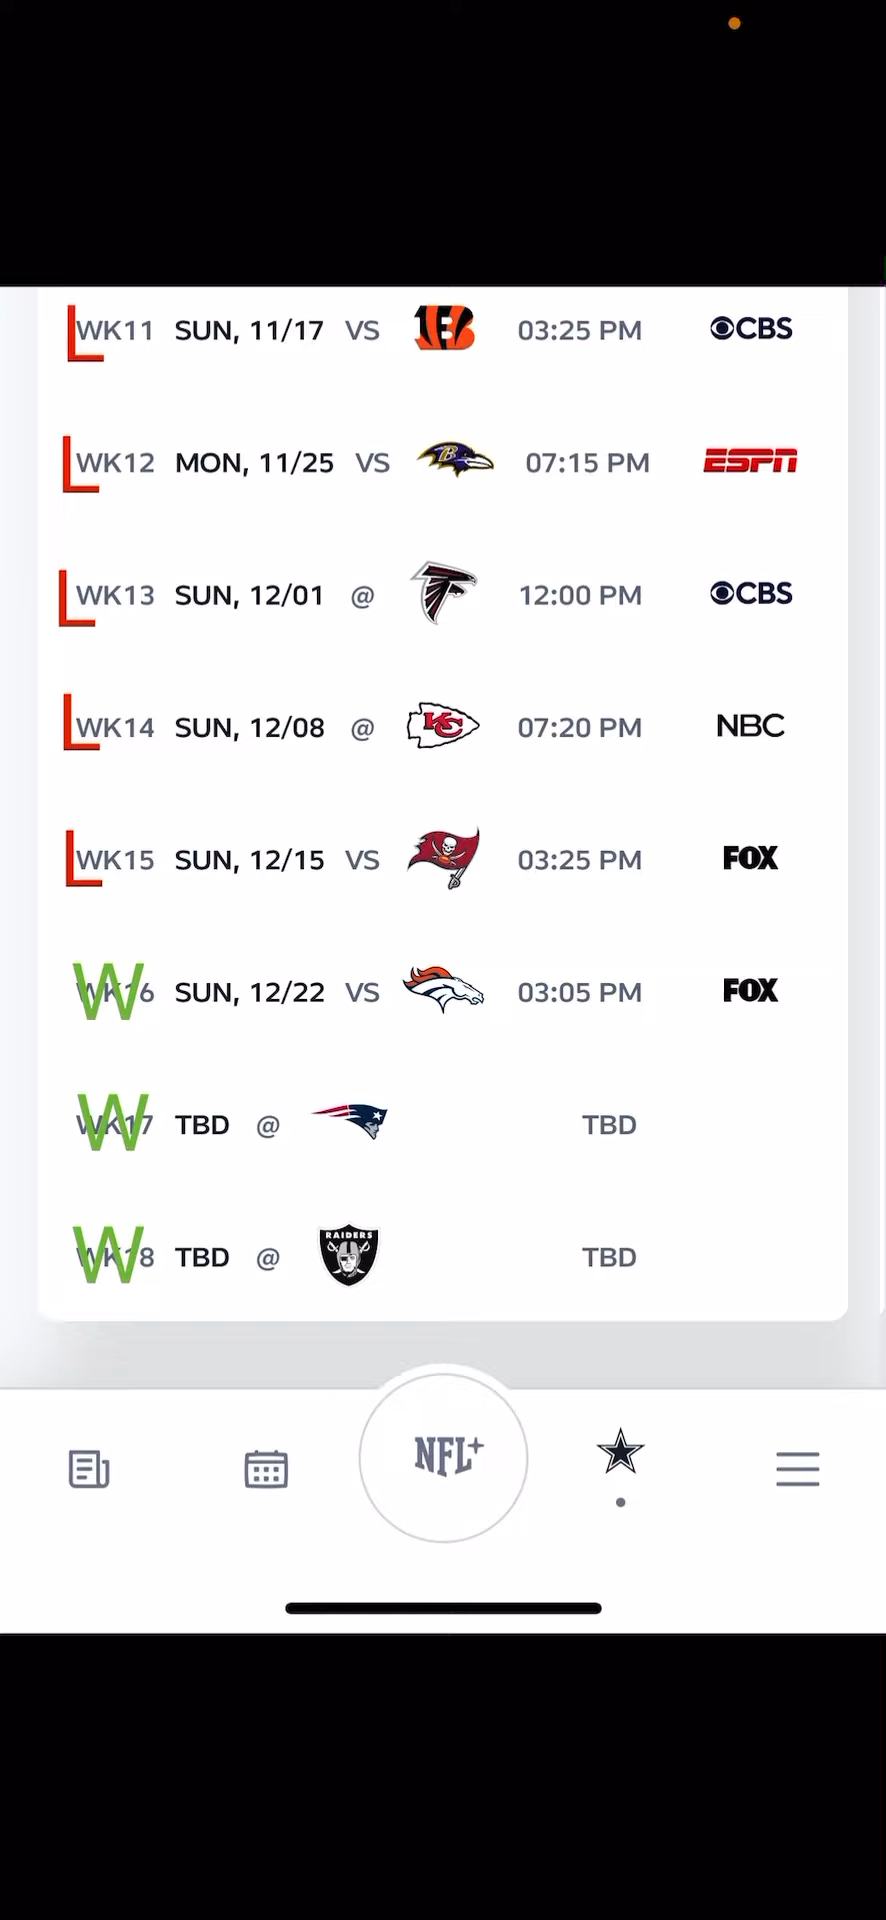 L WK11 SUN, 11/17 VS B 03:25 PM CBS
L WK12 MON, 11/25 VS B 07:15 PM ESPN
L WK13 SUN, 12/01 @ 12:00 PM CBS
L WK14 SUN, 12/08 @ KC 07:20 PM NBC
L WK15 SUN, 12/15 VS 03:25 PM FOX
W WK16 SUN, 12/22 VS 03:05 PM FOX
W WK17 TBD @ TBD
W WK18 TBD @ RAIDERS TBD
NFL+